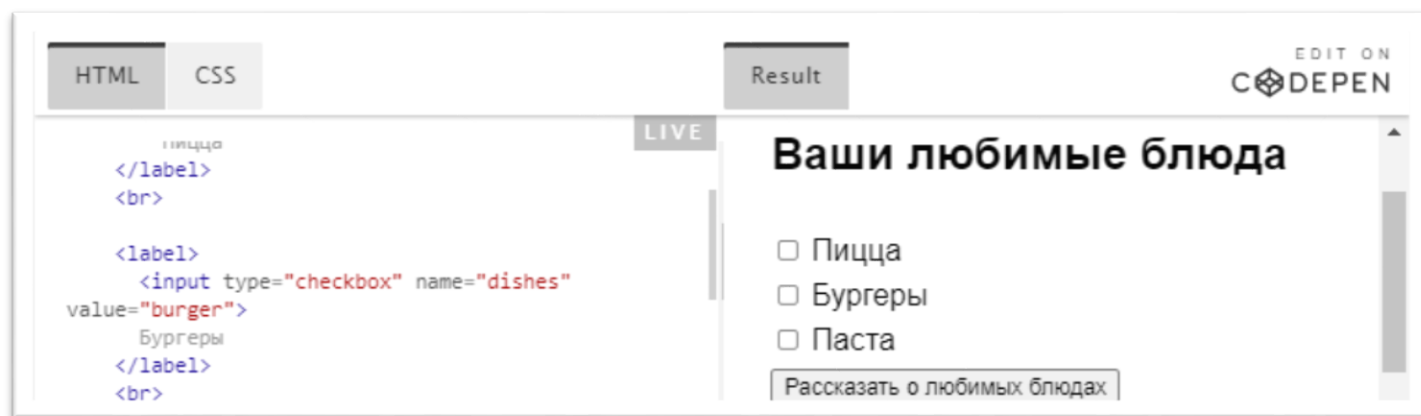 HTML
CSS
Result
EDIT ON
CODEPEN
LIVE
Пицца
</label>
<br>
<label>
<input type="checkbox" name="dishes"
value="burger">
Бургеры
</label>
<br>
Ваши любимые блюда
Пицца
Бургеры
Паста
Рассказать о любимых блюдах